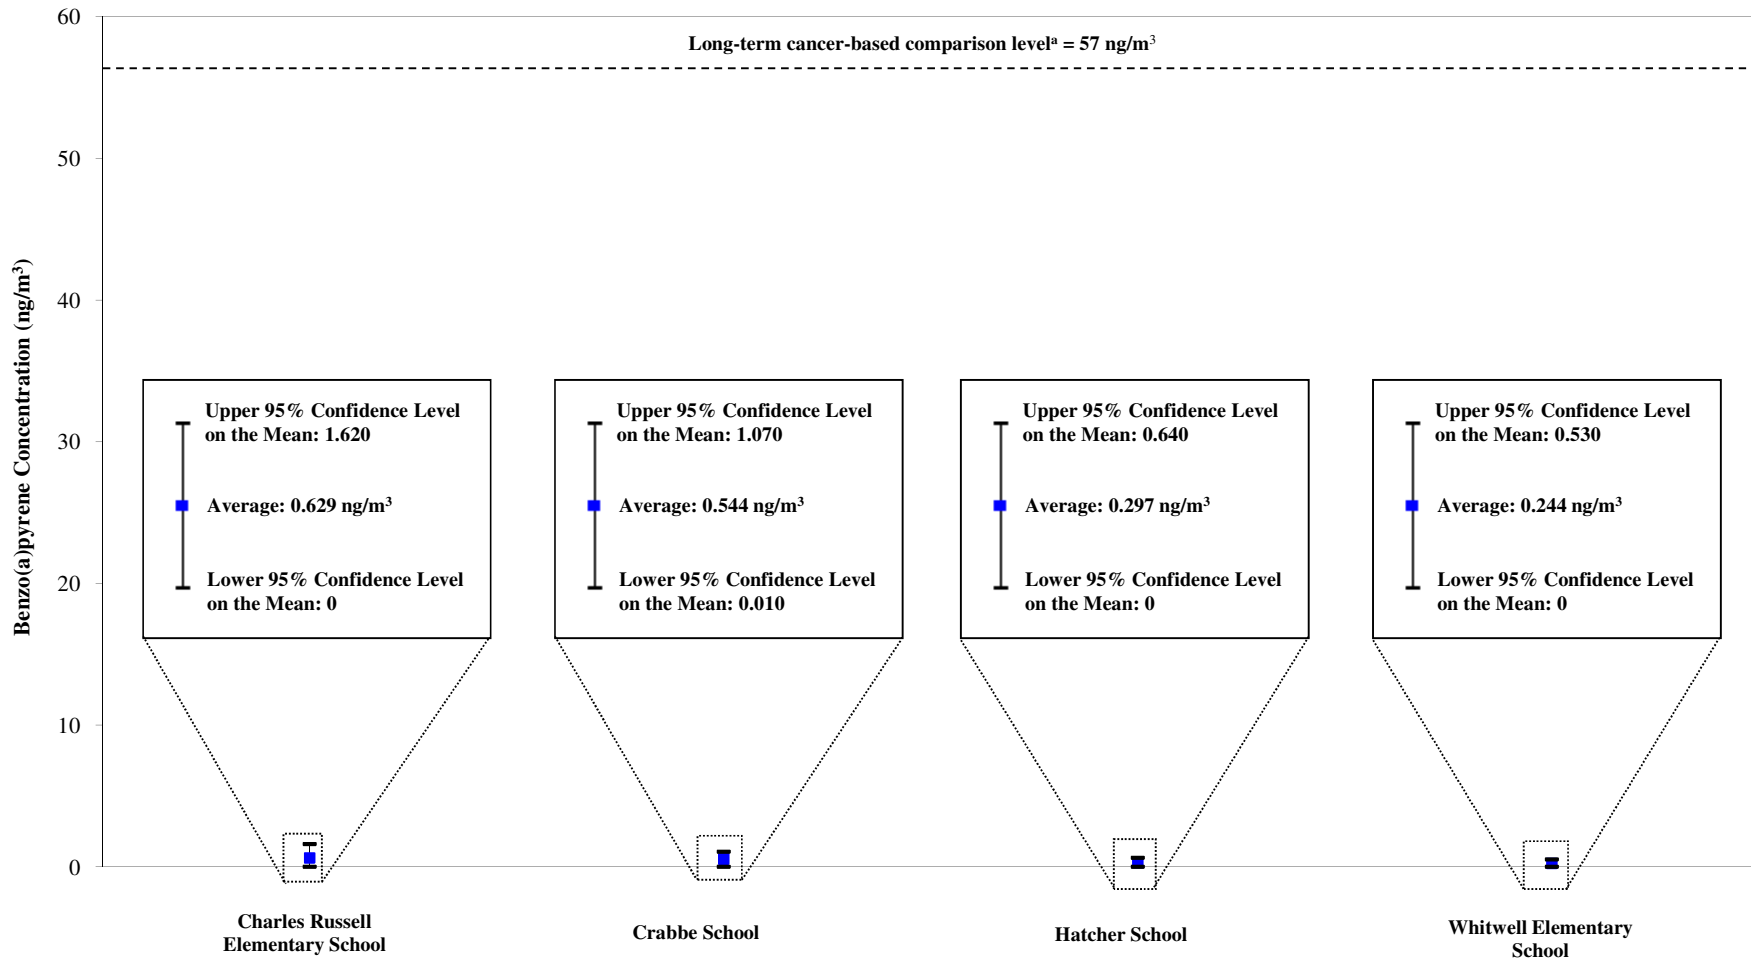 60
Long-term cancer-based comparison levelᵃ = 57 ng/m³
50
40
30
20
10
0
Benzo(a)pyrene Concentration (ng/m³)
Upper 95% Confidence Level
on the Mean: 1.620
Average: 0.629 ng/m³
Lower 95% Confidence Level
on the Mean: 0
Upper 95% Confidence Level
on the Mean: 1.070
Average: 0.544 ng/m³
Lower 95% Confidence Level
on the Mean: 0.010
Upper 95% Confidence Level
on the Mean: 0.640
Average: 0.297 ng/m³
Lower 95% Confidence Level
on the Mean: 0
Upper 95% Confidence Level
on the Mean: 0.530
Average: 0.244 ng/m³
Lower 95% Confidence Level
on the Mean: 0
Charles Russell
Elementary School
Crabbe School
Hatcher School
Whitwell Elementary
School